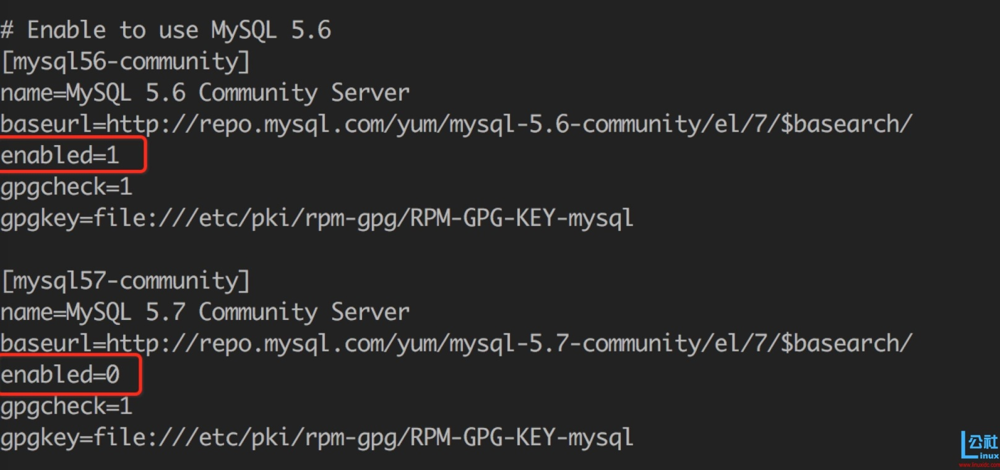 # Enable to use MySQL 5.6
[mysql56-community]
name=MySQL 5.6 Community Server
baseurl=http://repo.mysql.com/yum/mysql-5.6-community/el/7/$basearch/
enabled=1
gpgcheck=1
gpgkey=file:///etc/pki/rpm-gpg/RPM-GPG-KEY-mysql
[mysql57-community]
name=MySQL 5.7 Community Server
baseurl=http://repo.mysql.com/yum/mysql-5.7-community/el/7/$basearch/
enabled=0
gpgcheck=1
gpgkey=file:///etc/pki/rpm-gpg/RPM-GPG-KEY-mysql
公社
Linux
www.linuxidc.com